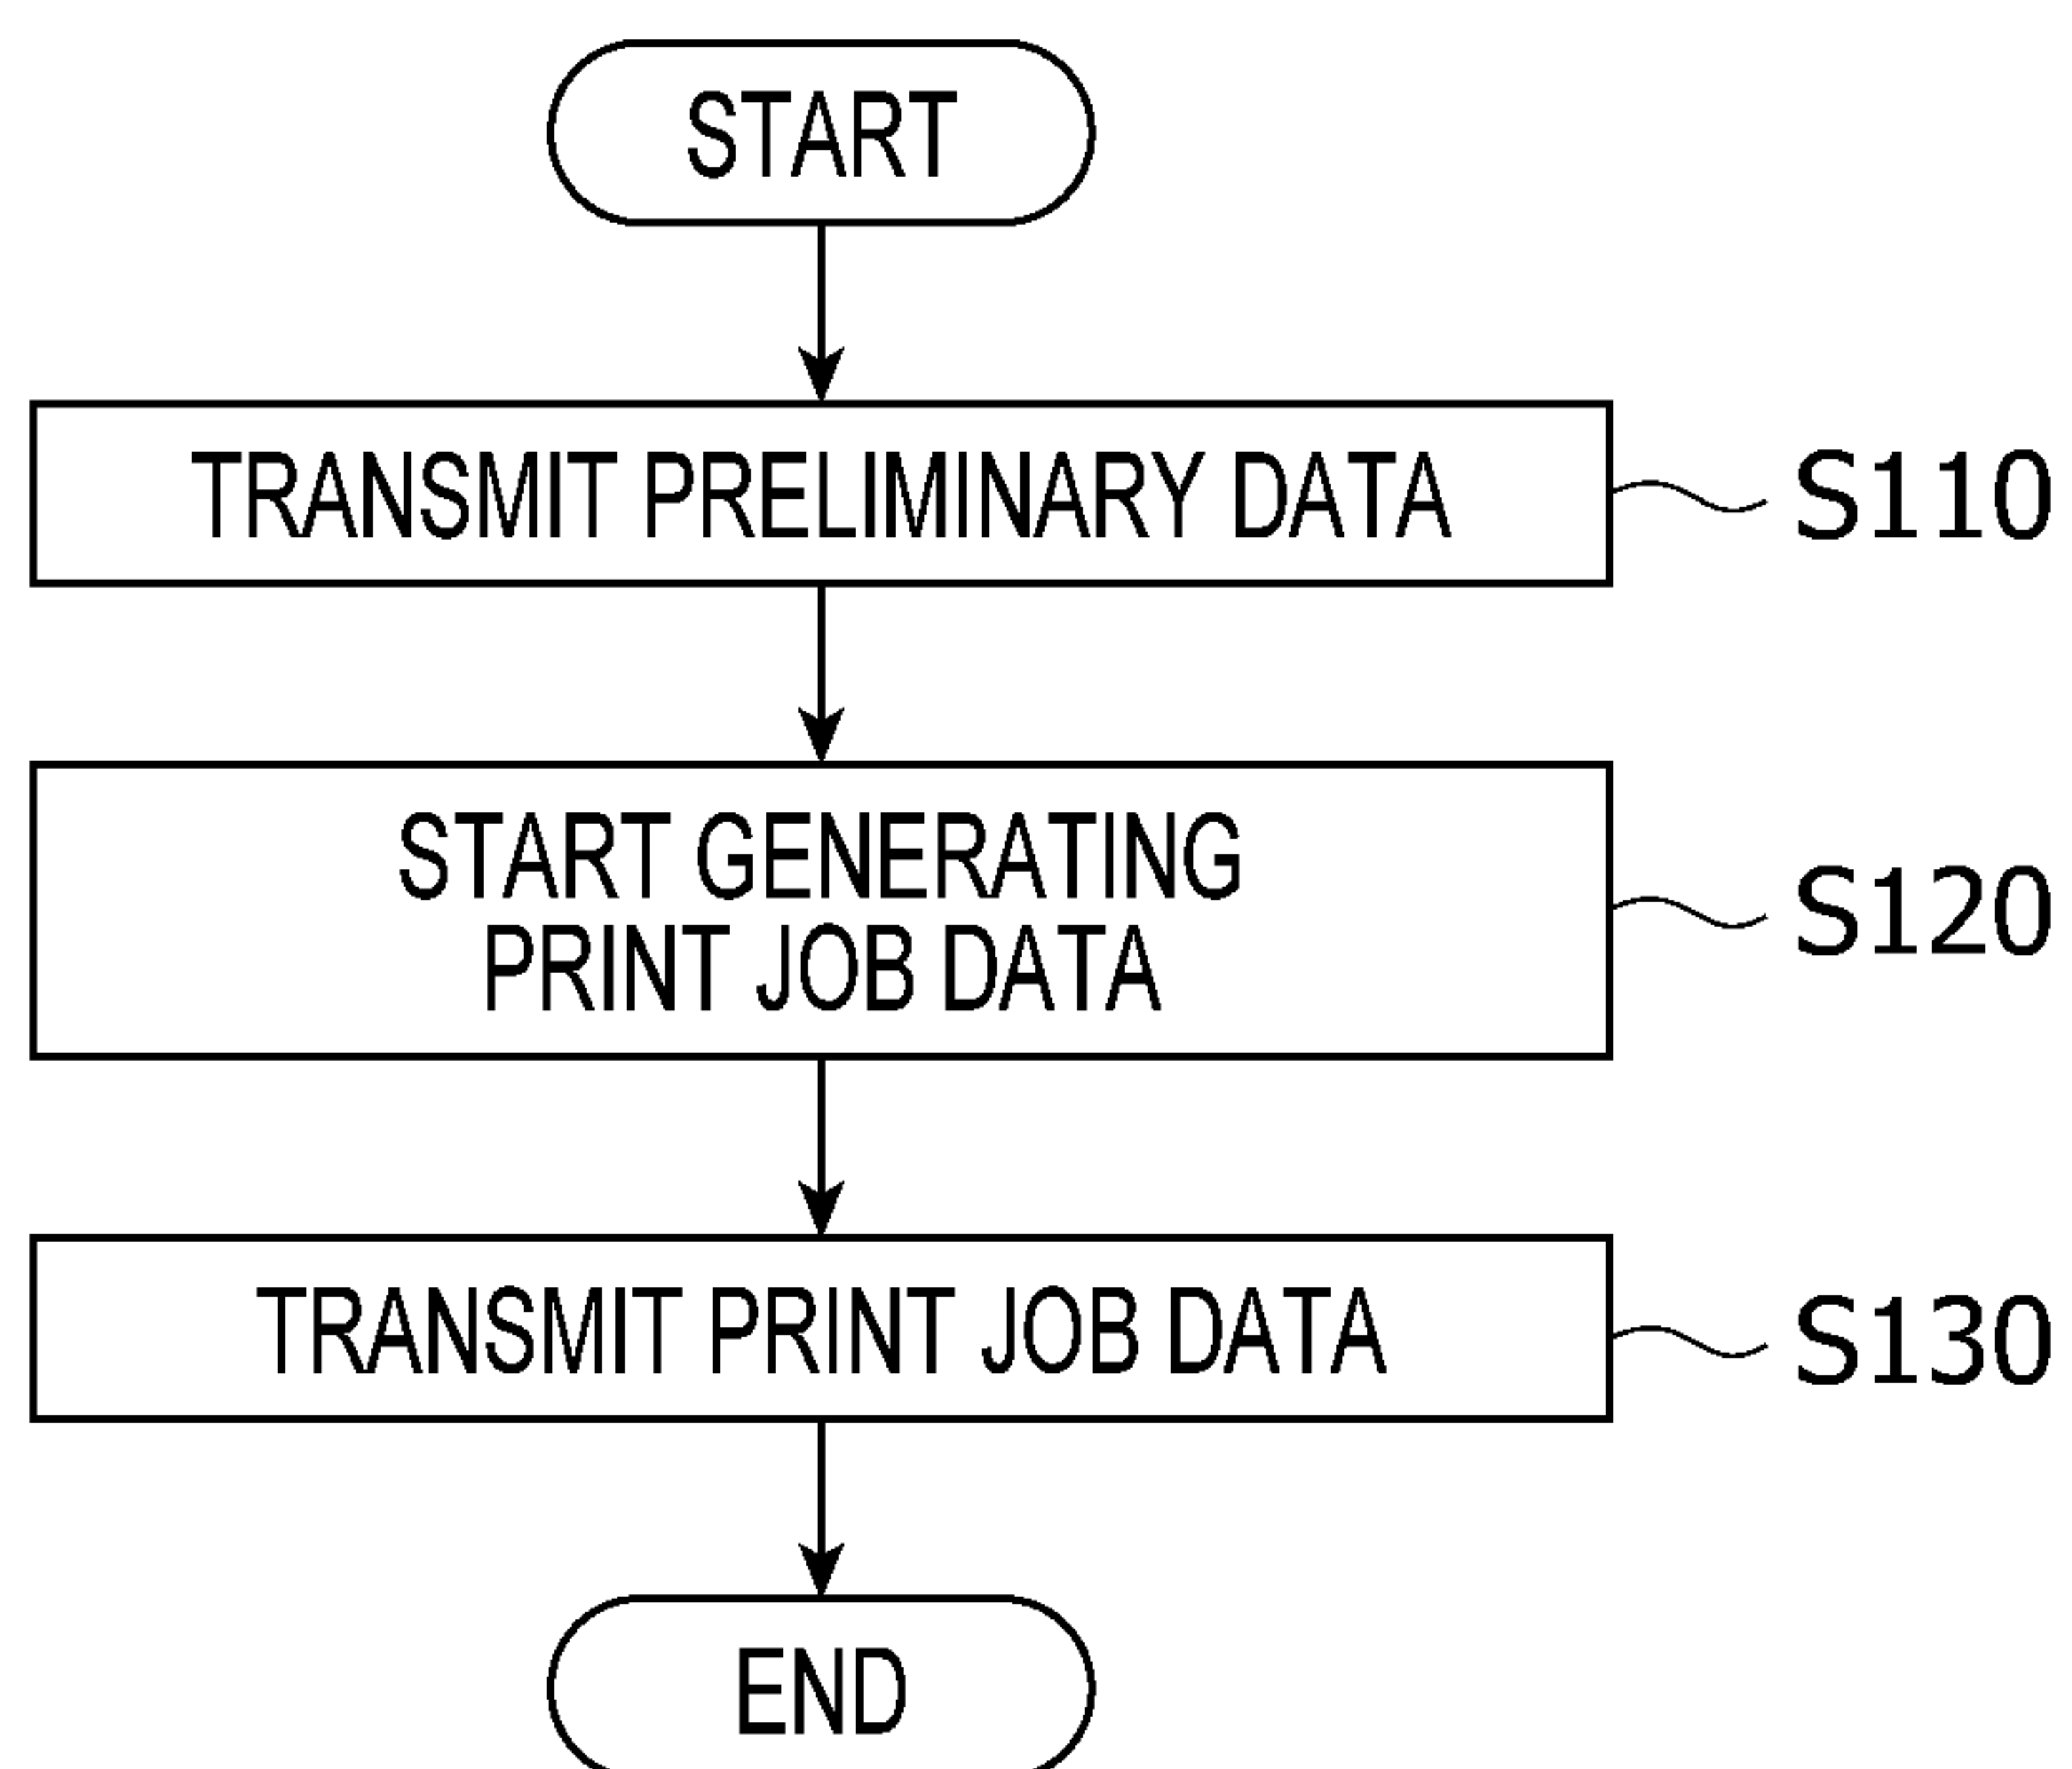 START
TRANSMIT PRELIMINARY DATA
S110
START GENERATING
PRINT JOB DATA
S120
TRANSMIT PRINT JOB DATA
S130
END